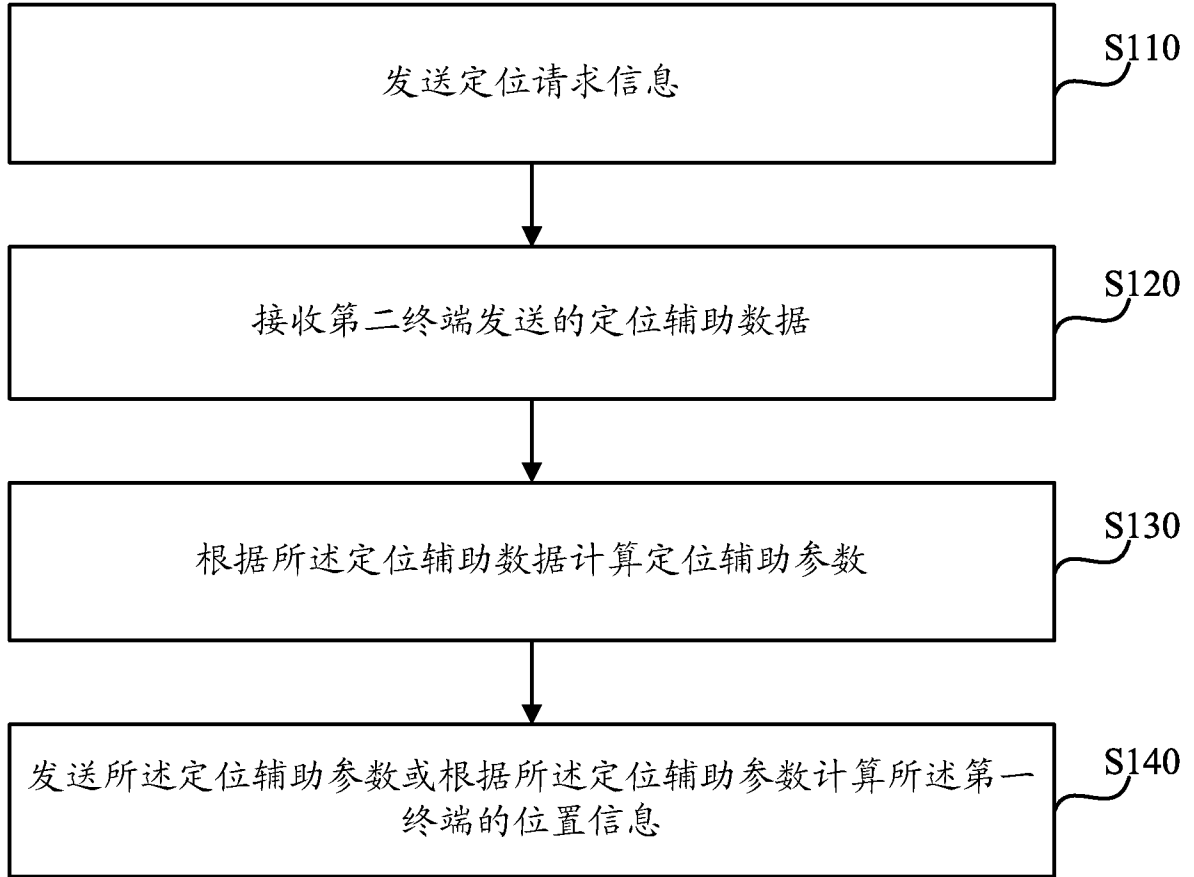 发送定位请求信息
S110
接收第二终端发送的定位辅助数据
S120
根据所述定位辅助数据计算定位辅助参数
S130
发送所述定位辅助参数或根据所述定位辅助参数计算所述第一
终端的位置信息
S140